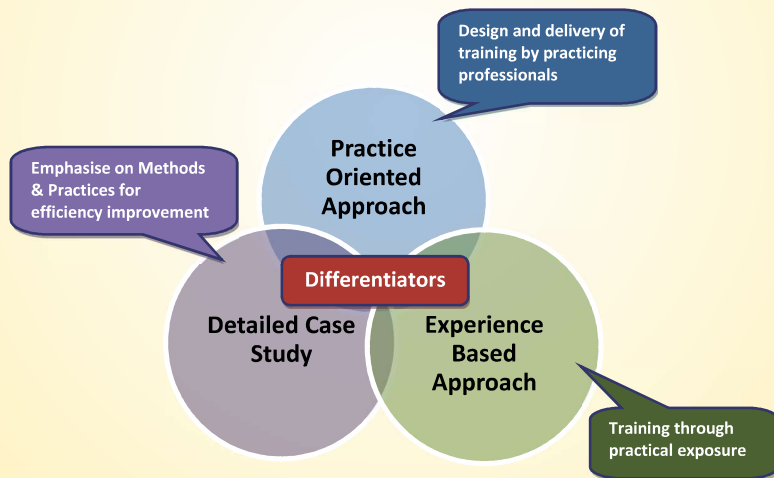 Design and delivery of
training by practicing
professionals
Practice
Oriented
Approach
Emphasise on Methods
& Practices for
efficiency improvement
Differentiators
Detailed Case
Study
Experience
Based
Approach
Training through
practical exposure